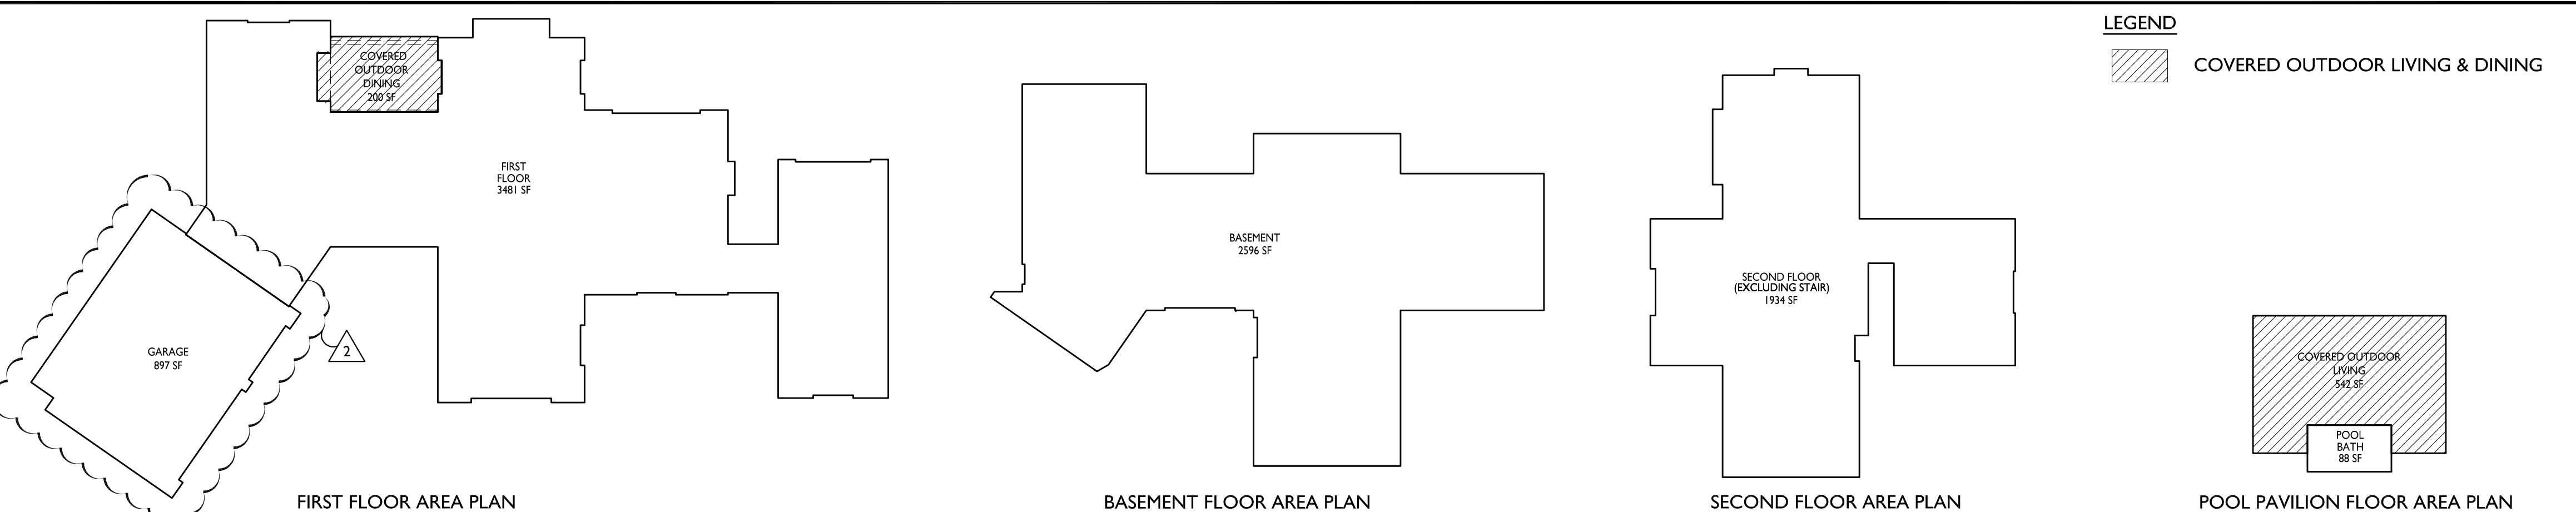 COVERED
OUTDOOR
DINING
200 SF
FIRST
FLOOR
3481 SF
GARAGE
897 SF
2
FIRST FLOOR AREA PLAN
BASEMENT
2596 SF
BASEMENT FLOOR AREA PLAN
SECOND FLOOR
(EXCLUDING STAIR)
1934 SF
SECOND FLOOR AREA PLAN
LEGEND
COVERED OUTDOOR LIVING & DINING
COVERED OUTDOOR
LIVING
542 SF
POOL
BATH
88 SF
POOL PAVILION FLOOR AREA PLAN